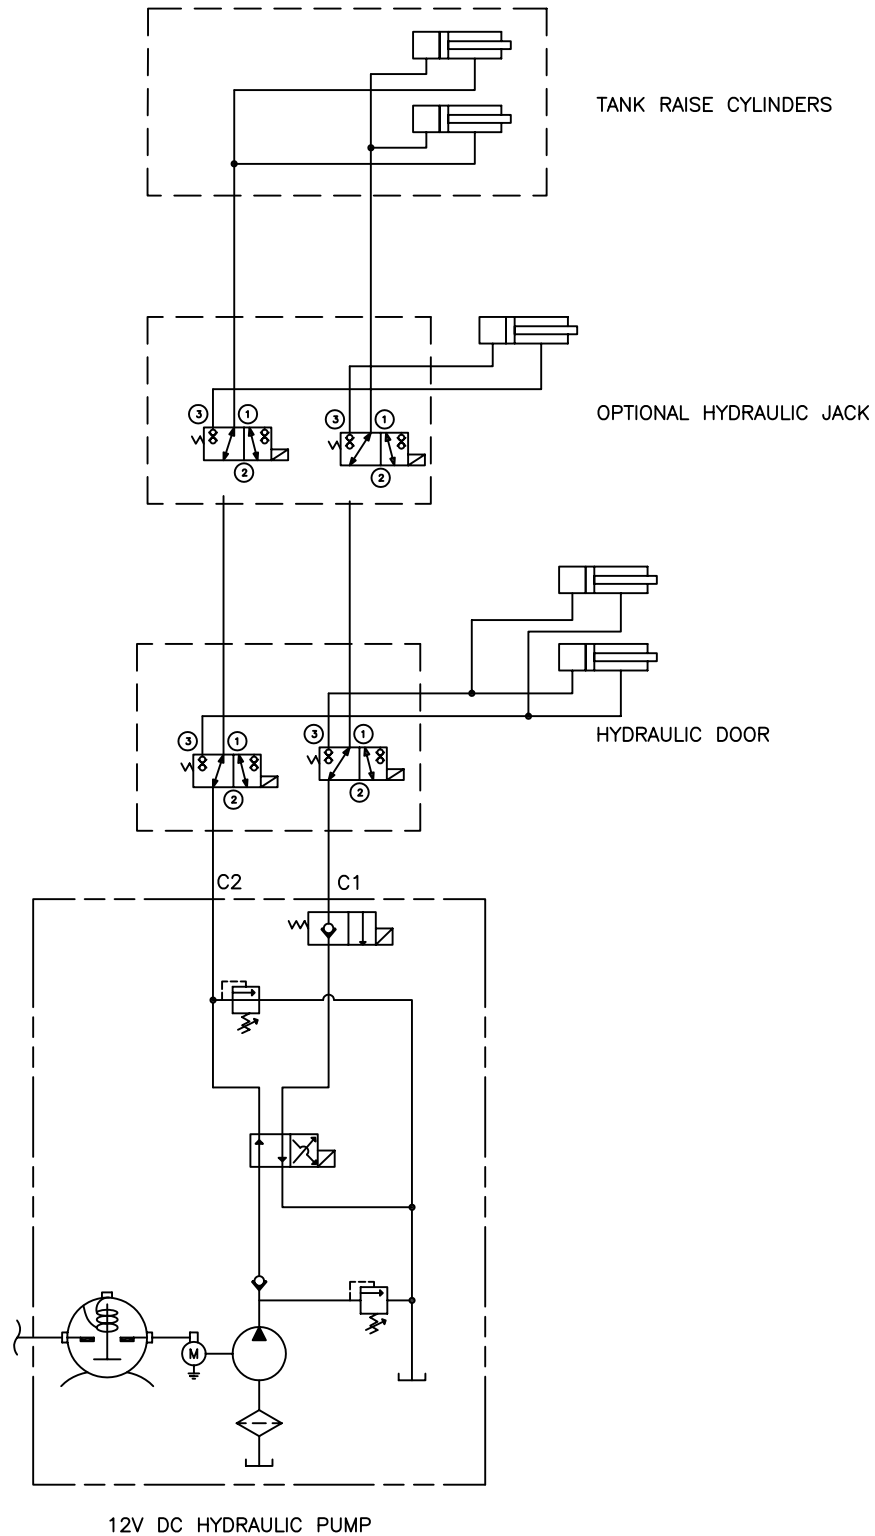 TANK RAISE CYLINDERS
3 1 3 1
OPTIONAL HYDRAULIC JACK
2 2
3 1 3 1
HYDRAULIC DOOR
2 2
C2 C1
M
12V DC HYDRAULIC PUMP